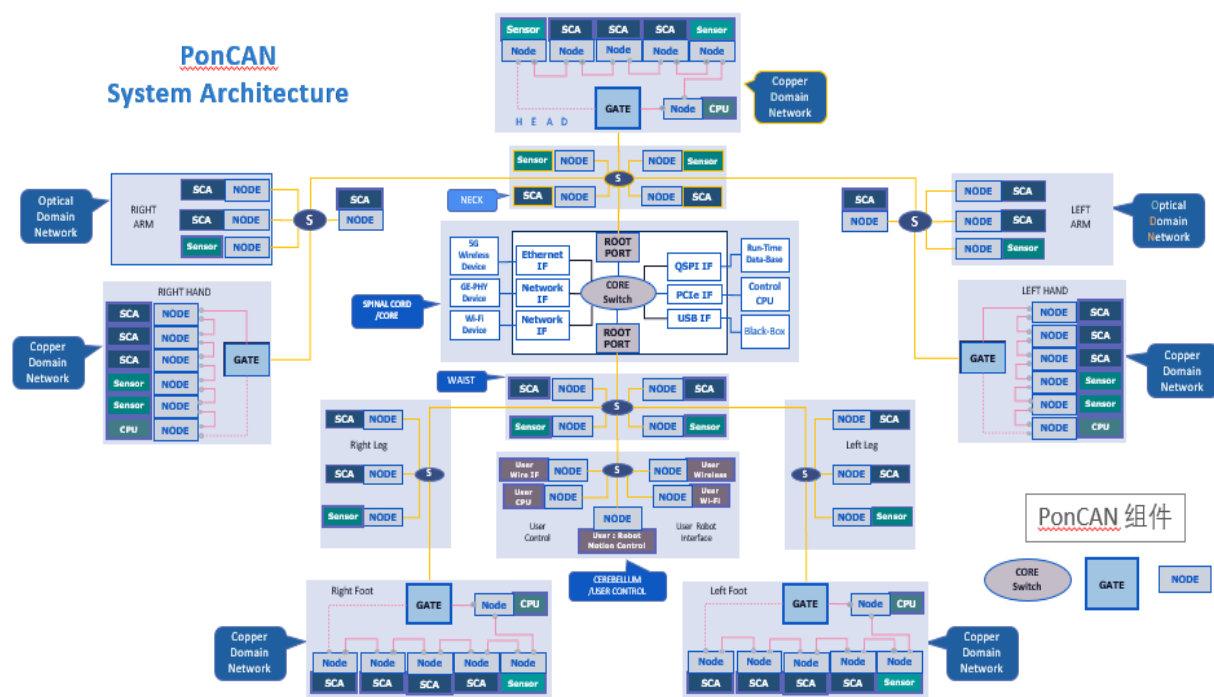 PonCAN
System Architecture
Sensor SCA SCA SCA Sensor
Node Node Node Node Node
GATE
Node CPU
HEAD
Copper
Domain
Network
Sensor NODE
NODE Sensor
S
SCA NODE
NODE SCA
NECK
Optical
Domain
Network
RIGHT
ARM
SCA NODE
SCA NODE
Sensor NODE
S
SCA
NODE
SCA
NODE
S
NODE SCA
NODE SCA
NODE Sensor
LEFT
ARM
Optical
Domain
Network
SPINAL CORD
/CORE
5G
Wireless
Device
GE-PHY
Device
Wi-Fi
Device
Ethernet
IF
Network
IF
Network
IF
ROOT
PORT
CORE
Switch
ROOT
PORT
QSPI IF
PCIe IF
USB IF
Run-Time
Data-Base
Control
CPU
Black-Box
RIGHT HAND
SCA NODE
SCA NODE
SCA NODE
Sensor NODE
Sensor NODE
CPU NODE
GATE
Copper
Domain
Network
LEFT HAND
NODE SCA
NODE SCA
NODE SCA
NODE Sensor
NODE Sensor
NODE CPU
GATE
Copper
Domain
Network
WAIST
SCA NODE
NODE SCA
S
Sensor NODE
NODE Sensor
SCA NODE
Right Leg
SCA NODE
Sensor NODE
S
NODE SCA
Left Leg
NODE SCA
NODE Sensor
S
User
Wire IF
NODE
S
NODE
User
Wireless
User
CPU
NODE
NODE
User
Wi-Fi
NODE
User
Control
User Robot
Interface
User : Robot
Motion Control
CEREBELLUM
/USER CONTROL
Right Foot
GATE
Node CPU
Node Node Node Node Node
SCA SCA SCA SCA Sensor
Copper
Domain
Network
Left Foot
GATE
Node CPU
Node Node Node Node Node
SCA SCA SCA SCA Sensor
Copper
Domain
Network
PonCAN 组件
CORE
Switch
GATE
NODE